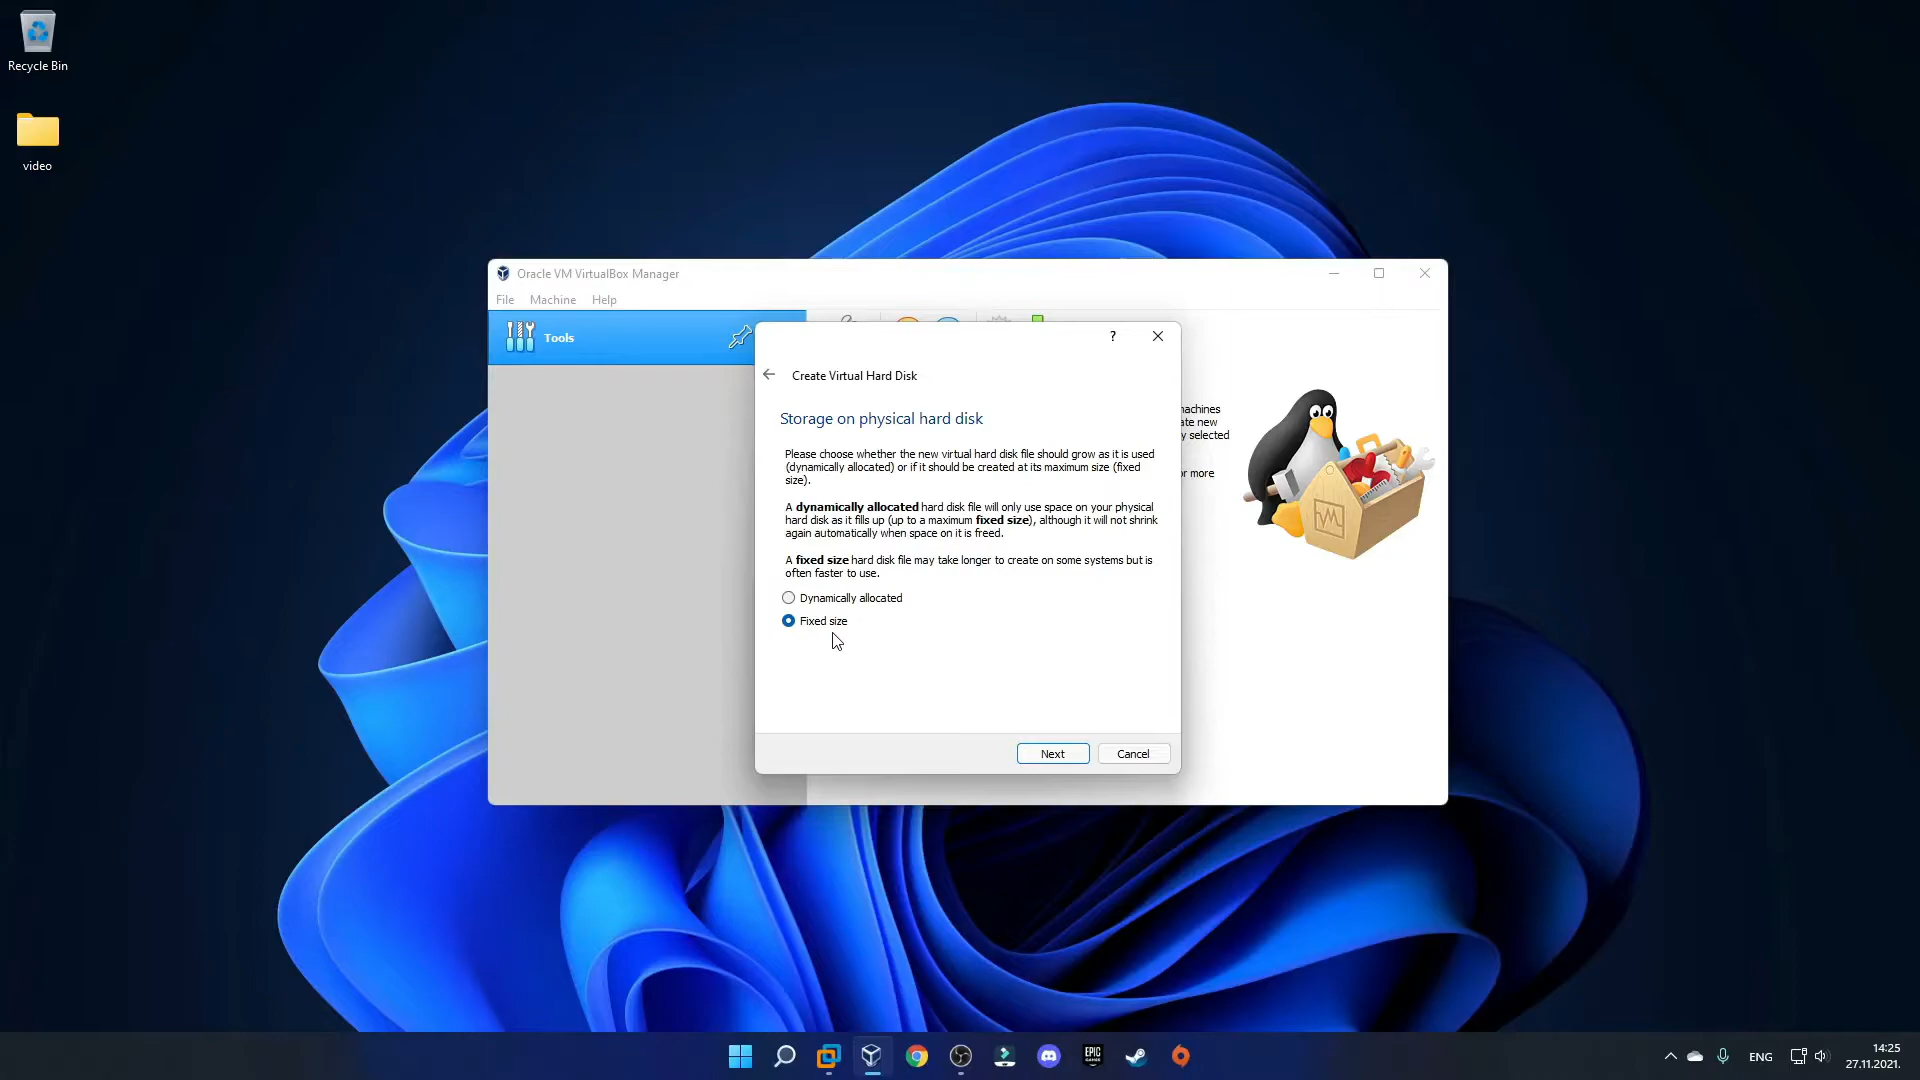 Recycle Bin
video
Oracle VM VirtualBox Manager
File Machine Help
Tools
?
Create Virtual Hard Disk
Storage on physical hard disk
Please choose whether the new virtual hard disk file should grow as it is used
(dynamically allocated) or if it should be created at its maximum size (fixed
size).
A dynamically allocated hard disk file will only use space on your physical
hard disk as it fills up (up to a maximum fixed size), although it will not shrink
again automatically when space on it is freed.
A fixed size hard disk file may take longer to create on some systems but is
often faster to use.
Dynamically allocated
Fixed size
Next Cancel
machines
ate new
y selected
or more
EPIC
GAMES
ENG
14:25
27.11.2021.